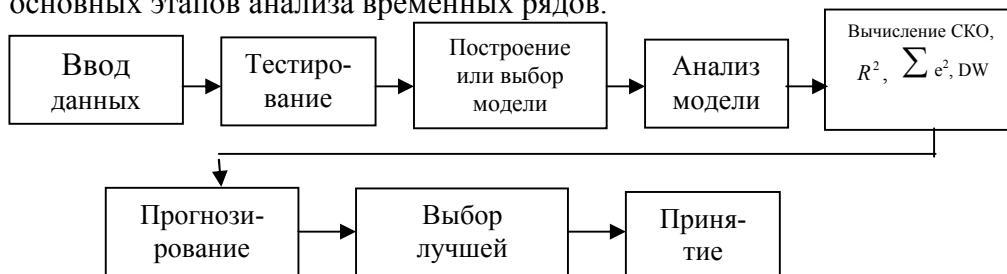 основных этапов анализа временных рядов.
Ввод
данных
Тестиро-
вание
Построение
или выбор
модели
Анализ
модели
Вычисление СКО,
R², ∑ e², DW
Прогнози-
рование
Выбор
лучшей
Приня-
тие